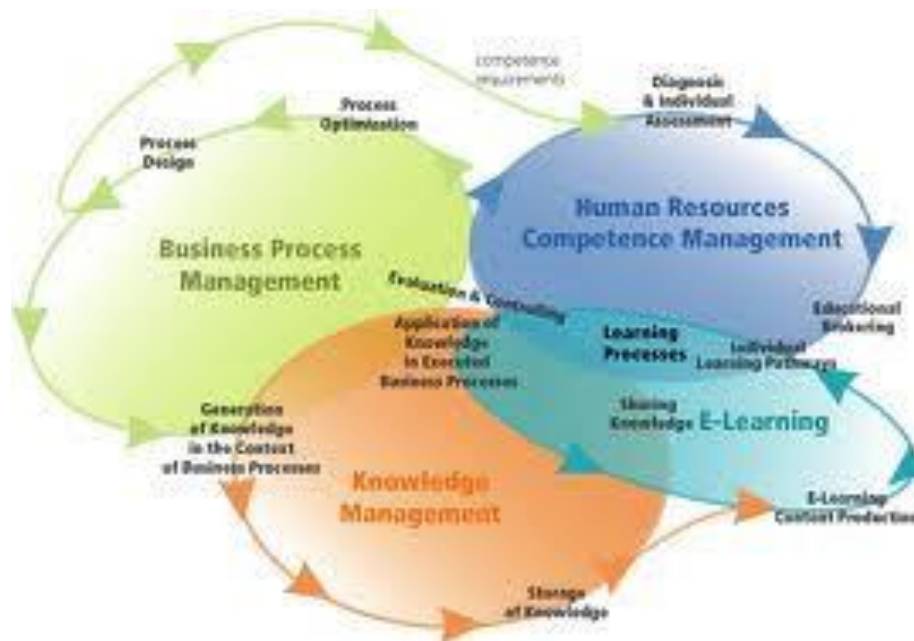 competence
requirements
Diagnosis
& Individual
Assessment
Process
Optimization
Process
Design
Human Resources
Competence Management
Business Process
Management
Evaluation & Controlling
Educational
Brokering
Application of
Knowledge
in Executed
Business Processes
Learning
Processes
Individual
Learning Pathways
Sharing
Knowledge
E-Learning
Generation
of Knowledge
in the Context
of Business Processes
Knowledge
Management
E-Learning
Content Production
Storage
of Knowledge